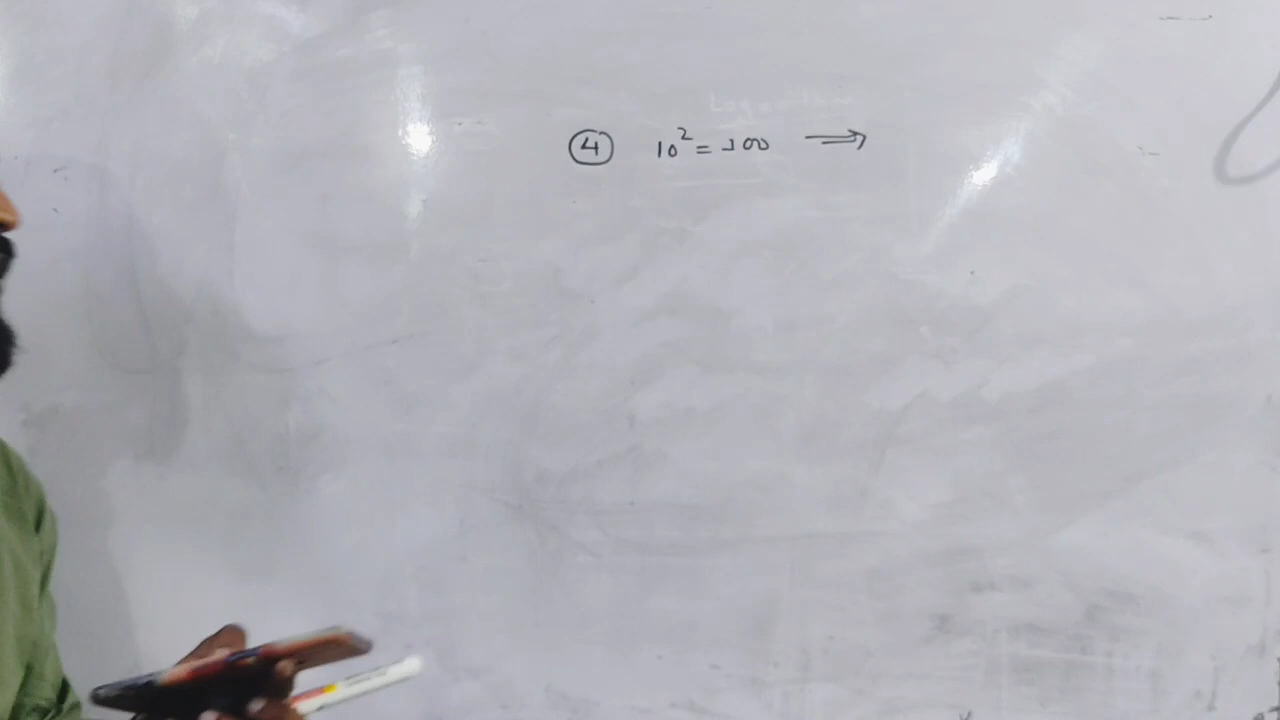 ④ 10² = 100 ⟹